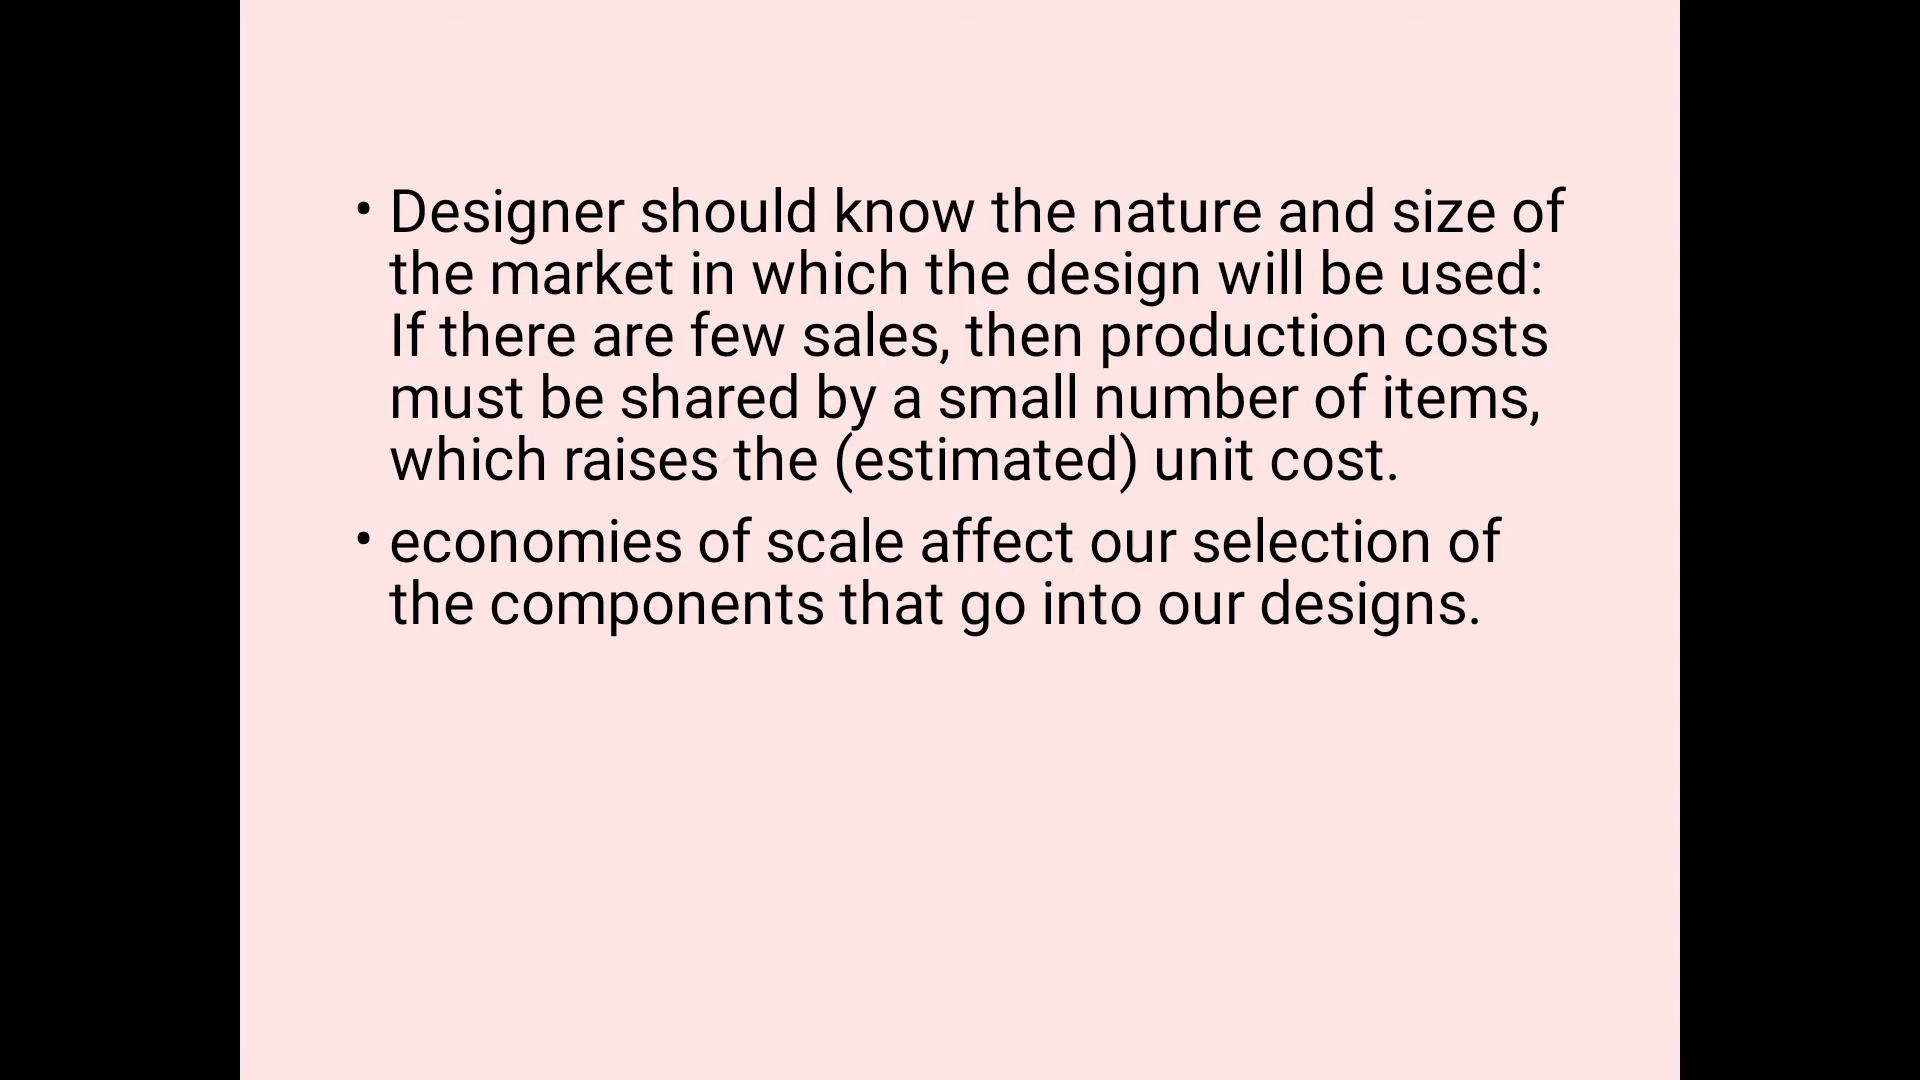 • Designer should know the nature and size of
the market in which the design will be used:
If there are few sales, then production costs
must be shared by a small number of items,
which raises the (estimated) unit cost.
• economies of scale affect our selection of
the components that go into our designs.